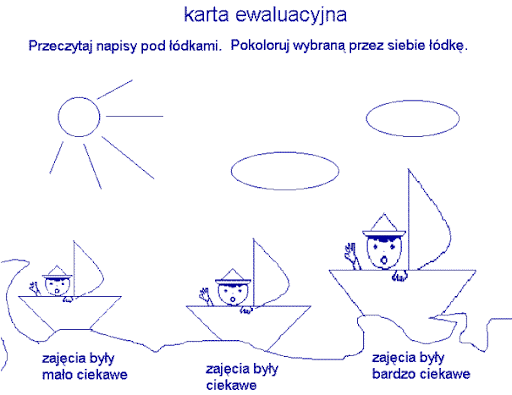 karta ewaluacyjna
Przeczytaj napisy pod łódkami. Pokoloruj wybraną przez siebie łódkę.
zajęcia były
mało ciekawe
zajęcia były
ciekawe
zajęcia były
bardzo ciekawe